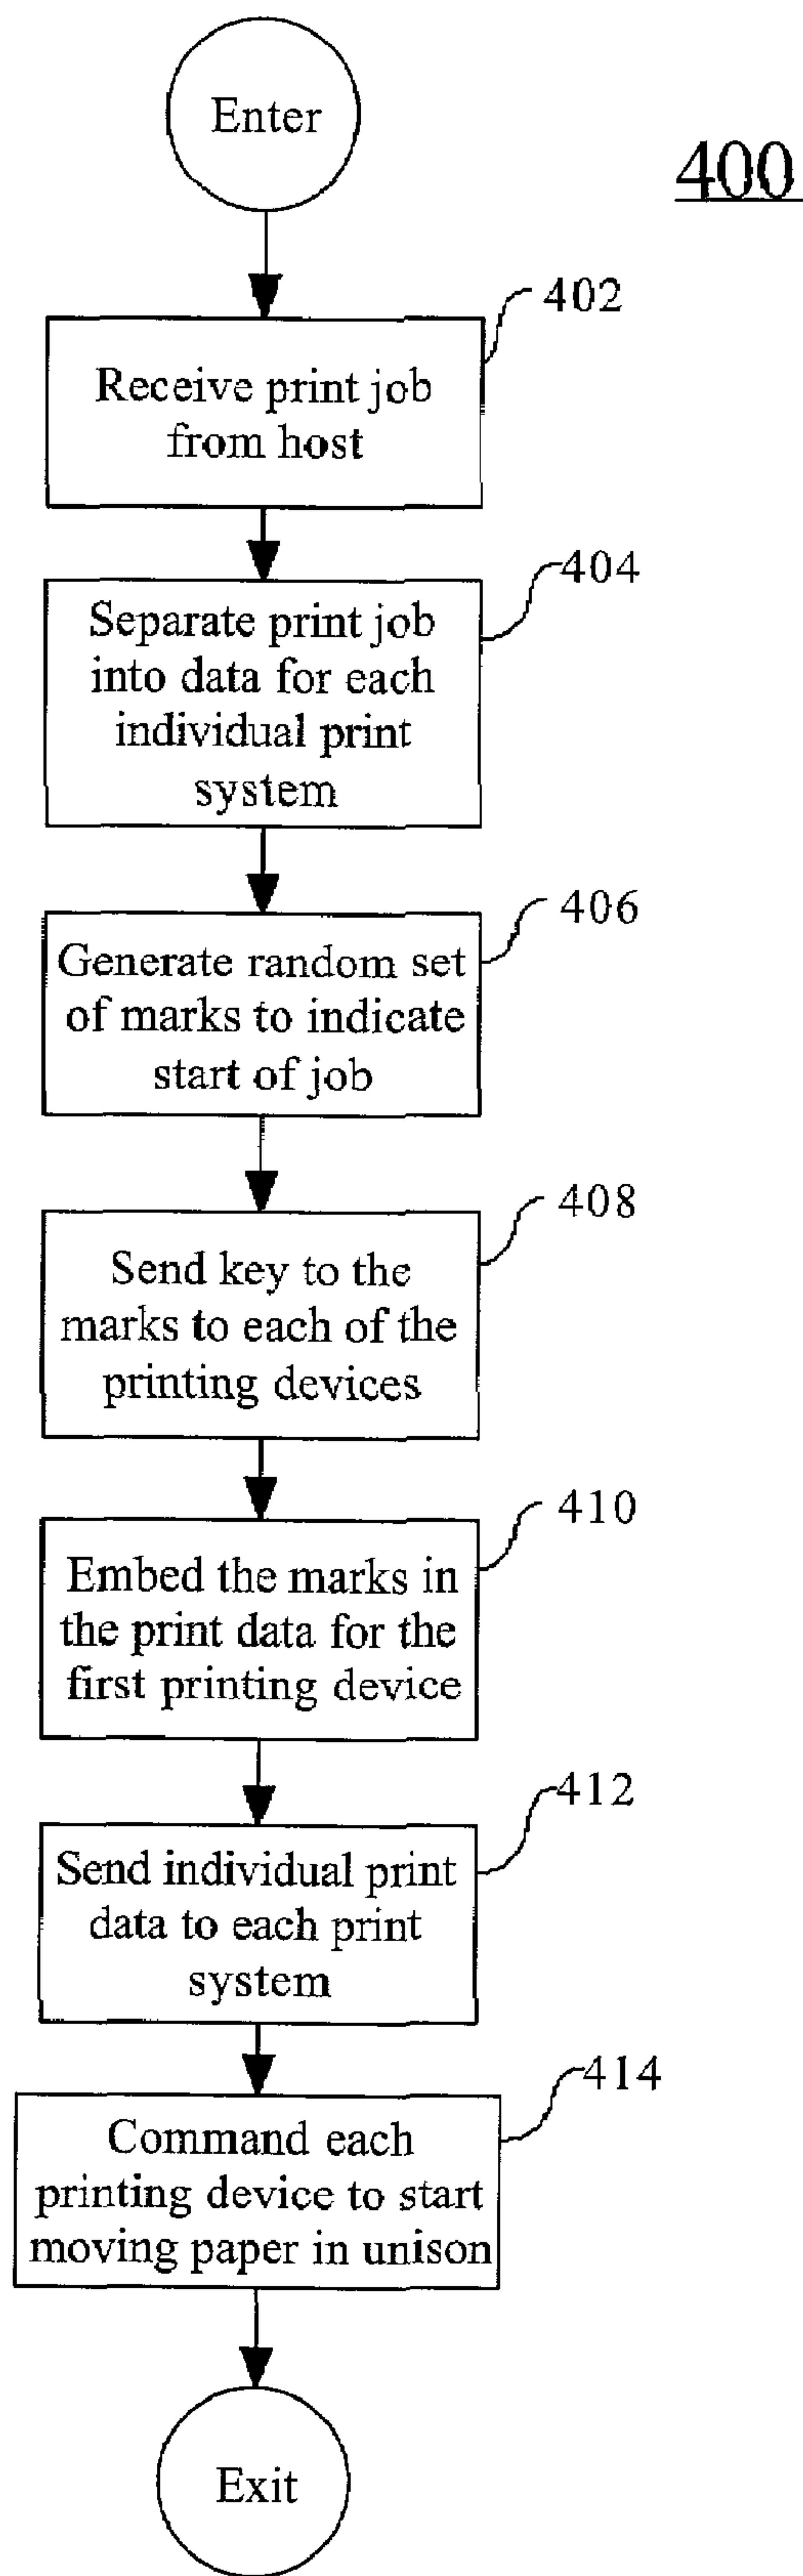 Enter
400
402
Receive print job
from host
404
Separate print job
into data for each
individual print
system
406
Generate random set
of marks to indicate
start of job
408
Send key to the
marks to each of the
printing devices
410
Embed the marks in
the print data for the
first printing device
412
Send individual print
data to each print
system
414
Command each
printing device to start
moving paper in unison
Exit